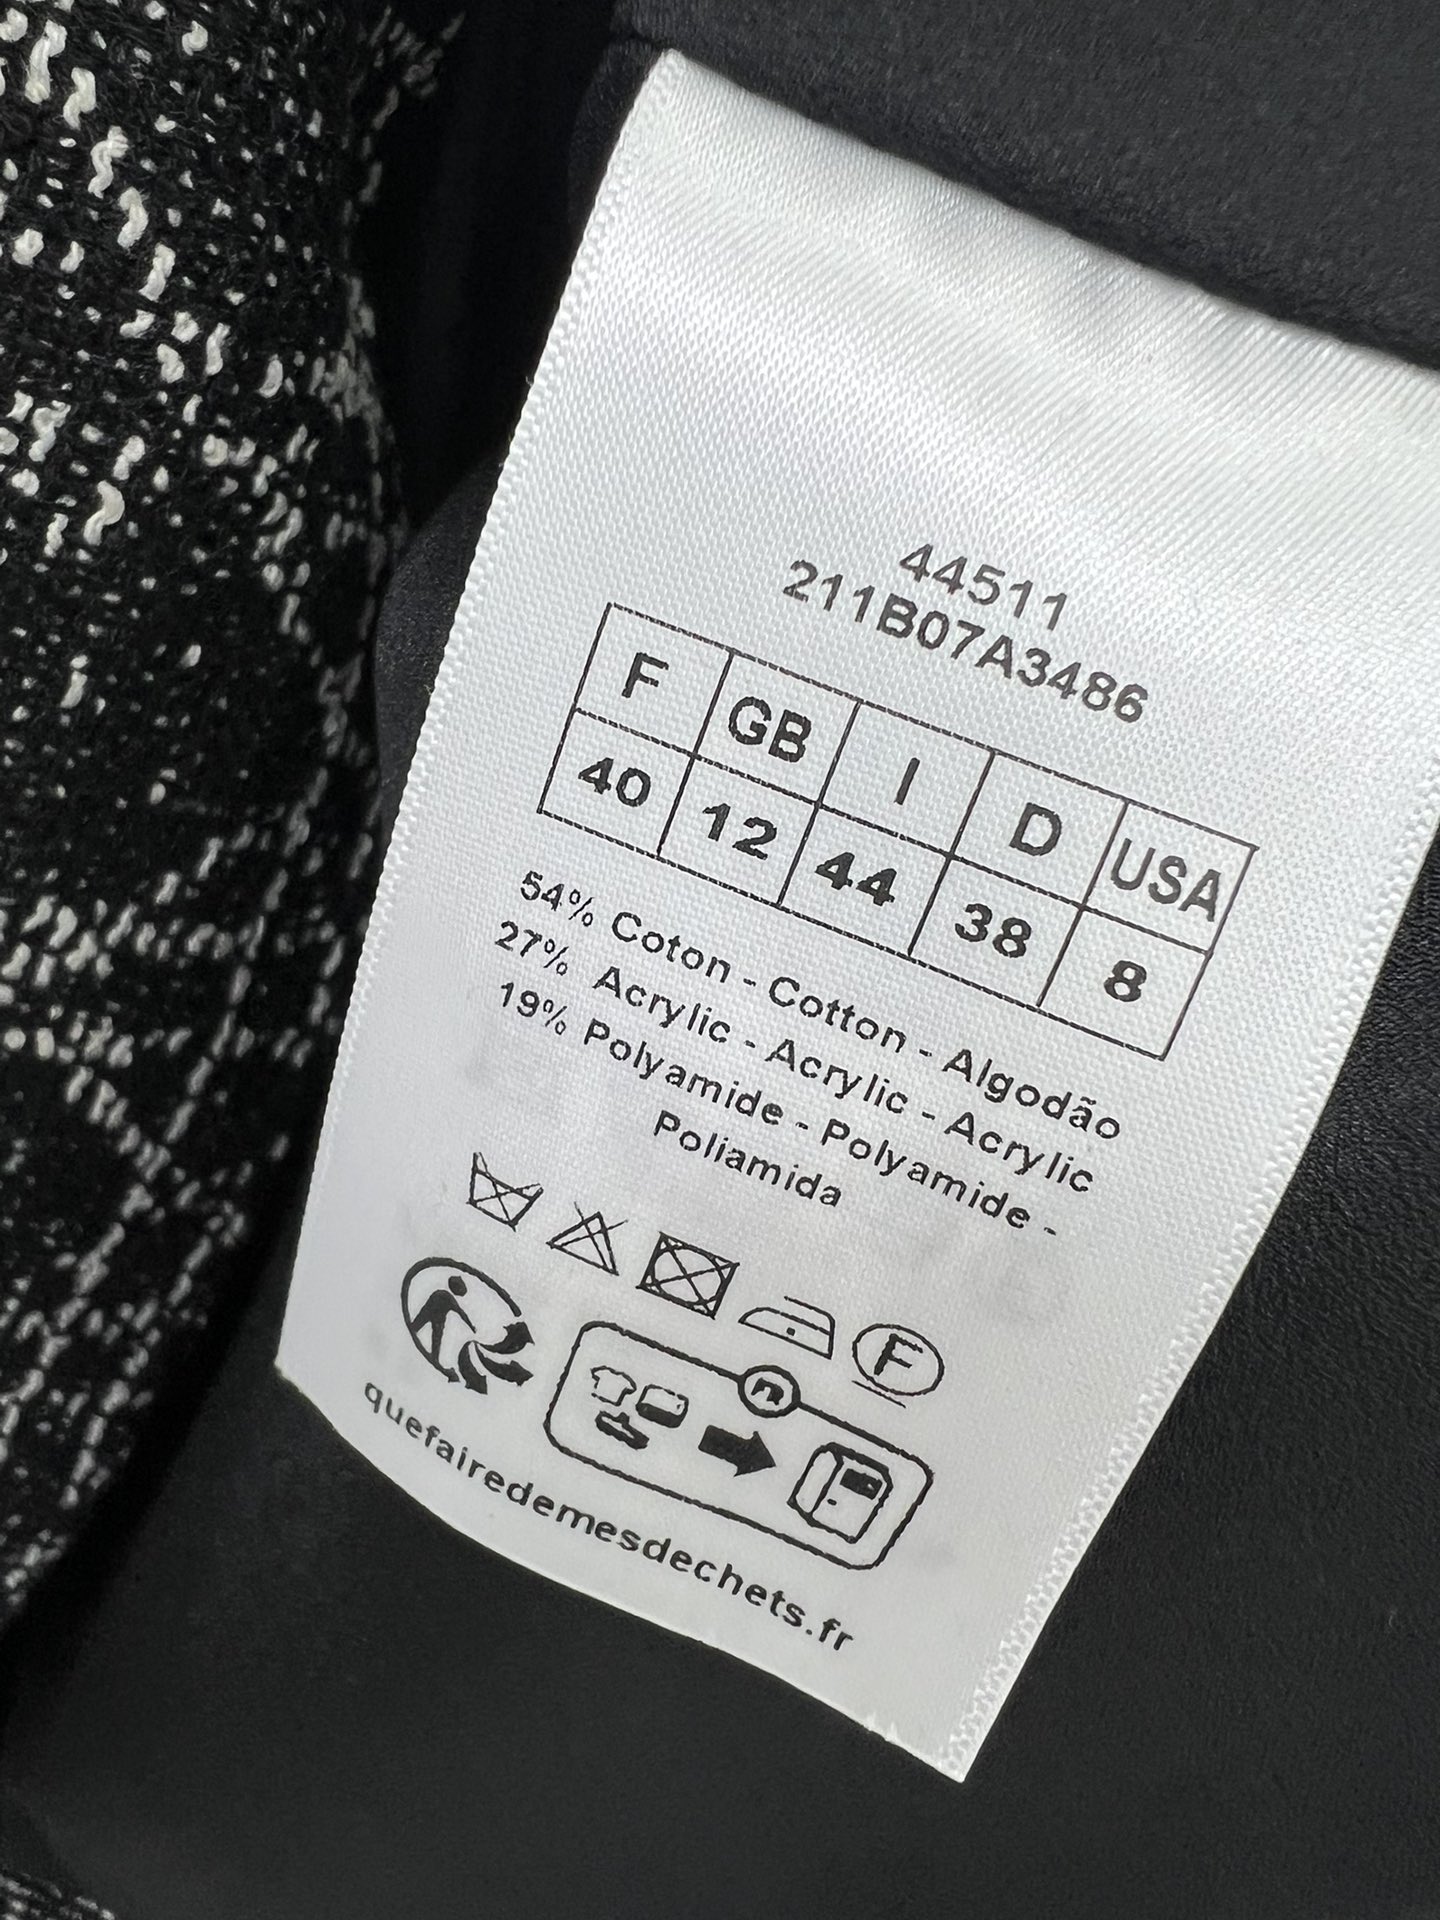 44511
211B07A3486
F GB I D USA
40 12 44 38 8
54% Coton - Cotton - Algodão
27% Acrylic - Acrylic - Acrylic
19% Polyamide - Polyamide -
Poliamida
F
quefairedemesdechets.fr